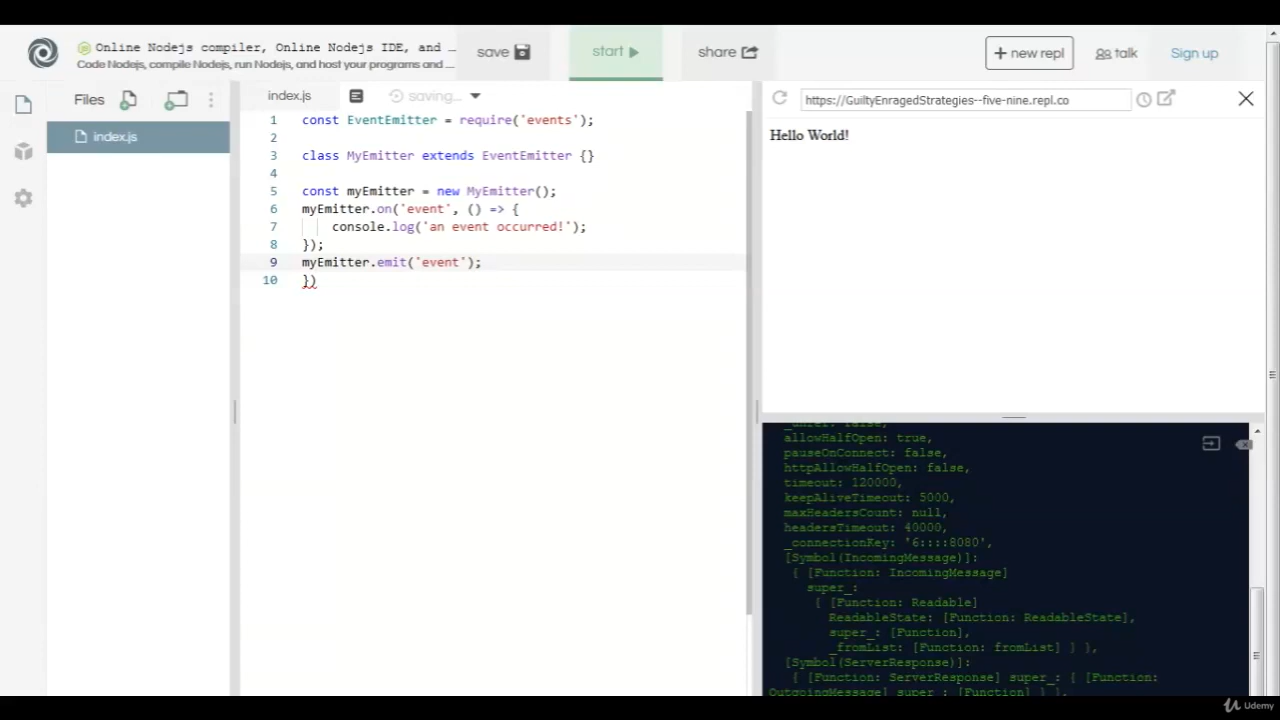 Online Nodejs compiler, Online Nodejs IDE, and ...
Code Nodejs, compile Nodejs, run Nodejs, and host your programs and ...
save
start
share
+ new repl
talk
Sign up
Files
index.js
index.js
saving...
https://GuiltyEnragedStrategies--five-nine.repl.co
1 const EventEmitter = require('events');
2
3 class MyEmitter extends EventEmitter {}
4
5 const myEmitter = new MyEmitter();
6 myEmitter.on('event', () => {
7 console.log('an event occurred!');
8 });
9 myEmitter.emit('event');
10 })
Hello World!
_unref: false,
allowHalfOpen: true,
pauseOnConnect: false,
httpAllowHalfOpen: false,
timeout: 120000,
keepAliveTimeout: 5000,
maxHeadersCount: null,
headersTimeout: 40000,
_connectionKey: '6::::8080',
[Symbol(IncomingMessage)]:
{ [Function: IncomingMessage]
super_:
{ [Function: Readable]
ReadableState: [Function: ReadableState],
super_: [Function],
_fromList: [Function: fromList] } },
[Symbol(ServerResponse)]:
{ [Function: ServerResponse] super_: { [Function:
OutgoingMessage] super_: [Function] } },
Udemy